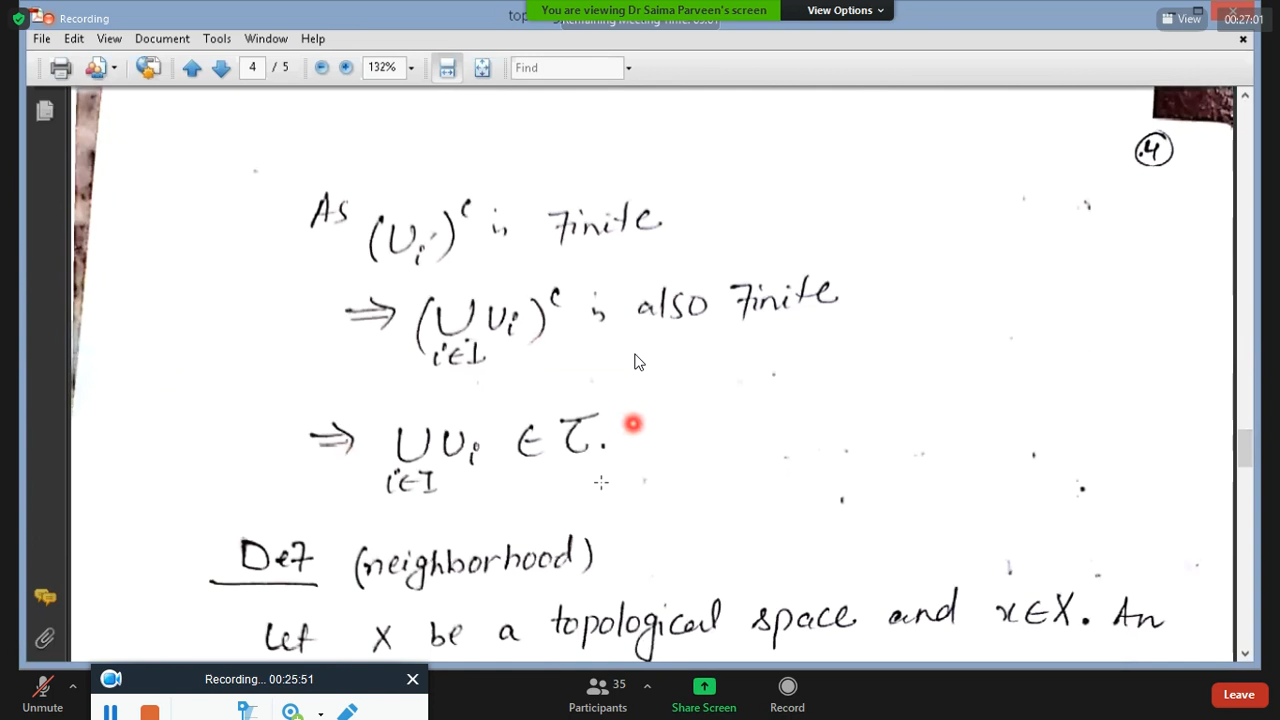 Recording
You are viewing Dr Saima Parveen's screen
View Options
top
View
00:27:01
File Edit View Document Tools Window Help
4 / 5 132% Find
4
As (Uᵢ)ᶜ is Finite
⇒ (⋃ Uᵢ)ᶜ is also Finite
i∈I
⇒ ⋃ Uᵢ ∈ τ.
i∈I
Def (neighborhood)
Let X be a topological space and x∈X. An
Recording... 00:25:51
Unmute
35
Participants
Share Screen
Record
Leave